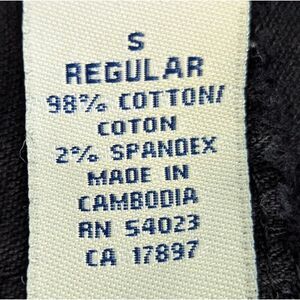 S
REGULAR
98% COTTON/
COTON
2% SPANDEX
MADE IN
CAMBODIA
RN 54023
CA 17897